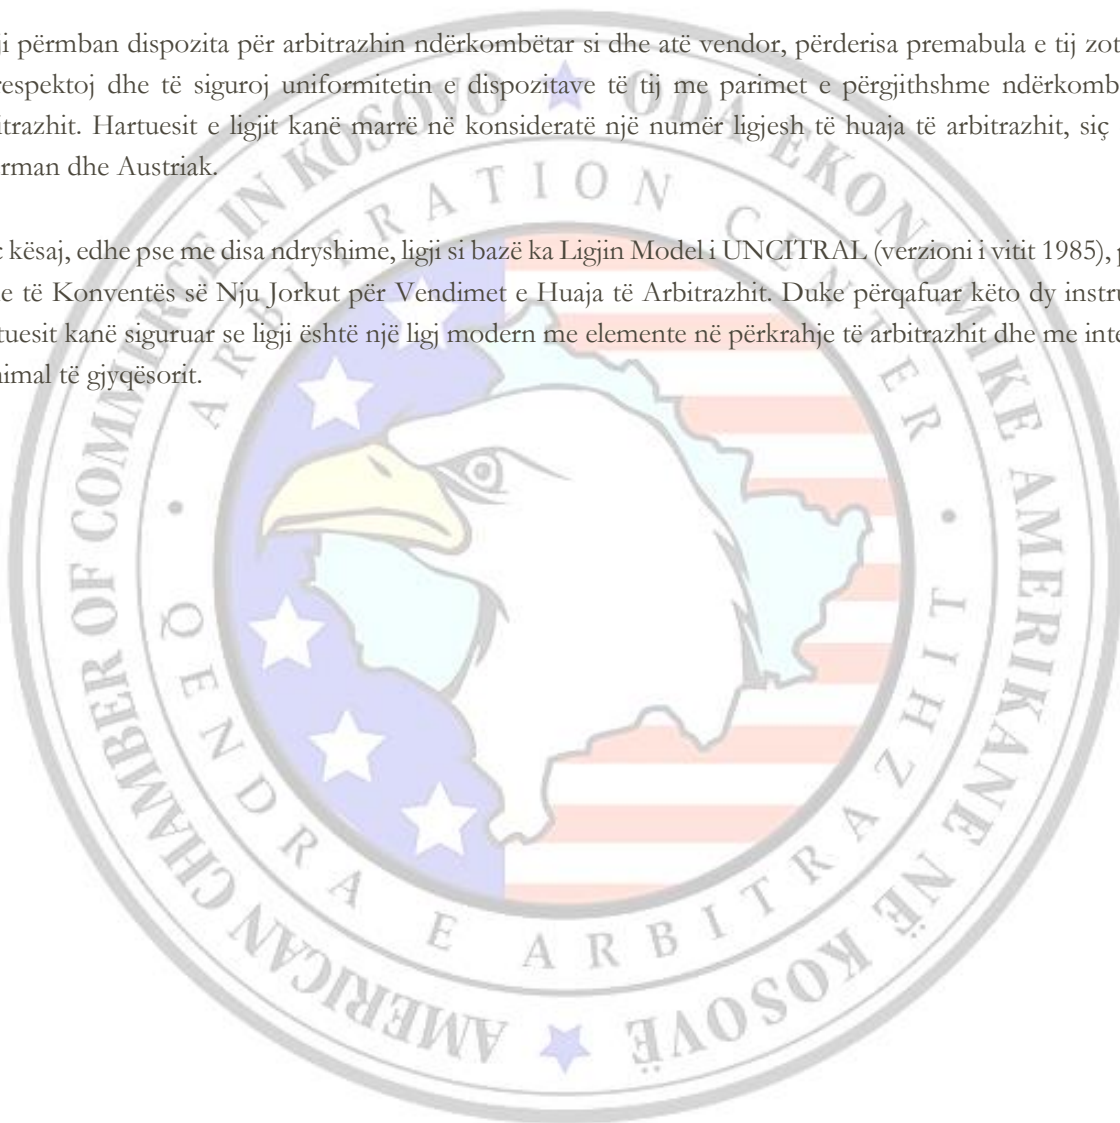 ji përmban dispozita për arbitrazhin ndërkombëtar si dhe atë vendor, përderisa premabula e tij zot
respektoj dhe të siguroj uniformitetin e dispozitave të tij me parimet e përgjithshme ndërkomb
itrazhit. Hartuesit e ligjit kanë marrë në konsideratë një numër ligjesh të huaja të arbitrazhit, siç
rman dhe Austriak.
kësaj, edhe pse me disa ndryshime, ligji si bazë ka Ligjin Model i UNCITRAL (verzioni i vitit 1985), p
e të Konventës së Nju Jorkut për Vendimet e Huaja të Arbitrazhit. Duke përqafuar këto dy instru
tuesit kanë siguruar se ligji është një ligj modern me elemente në përkrahje të arbitrazhit dhe me inte
nimal të gjyqësorit.
AMERICAN CHAMBER OF COMMERCE IN KOSOVO
ODA EKONOMIKE AMERIKANE NË KOSOVË
ARBITRATION CENTER
QENDRA E ARBITRAZHIT